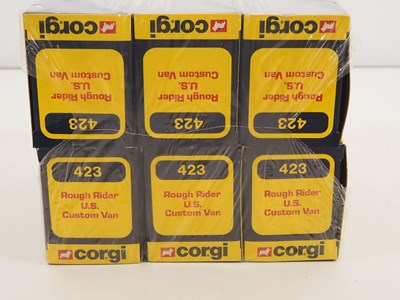 corgi corgi corgi
Rough Rider
U.S.
Custom Van
423
Rough Rider
U.S.
Custom Van
423
Rough Rider
U.S.
Custom Van
423
423
Rough Rider
U.S.
Custom Van
corgi
423
Rough Rider
U.S.
Custom Van
corgi
423
Rough Rider
U.S.
Custom Van
corgi